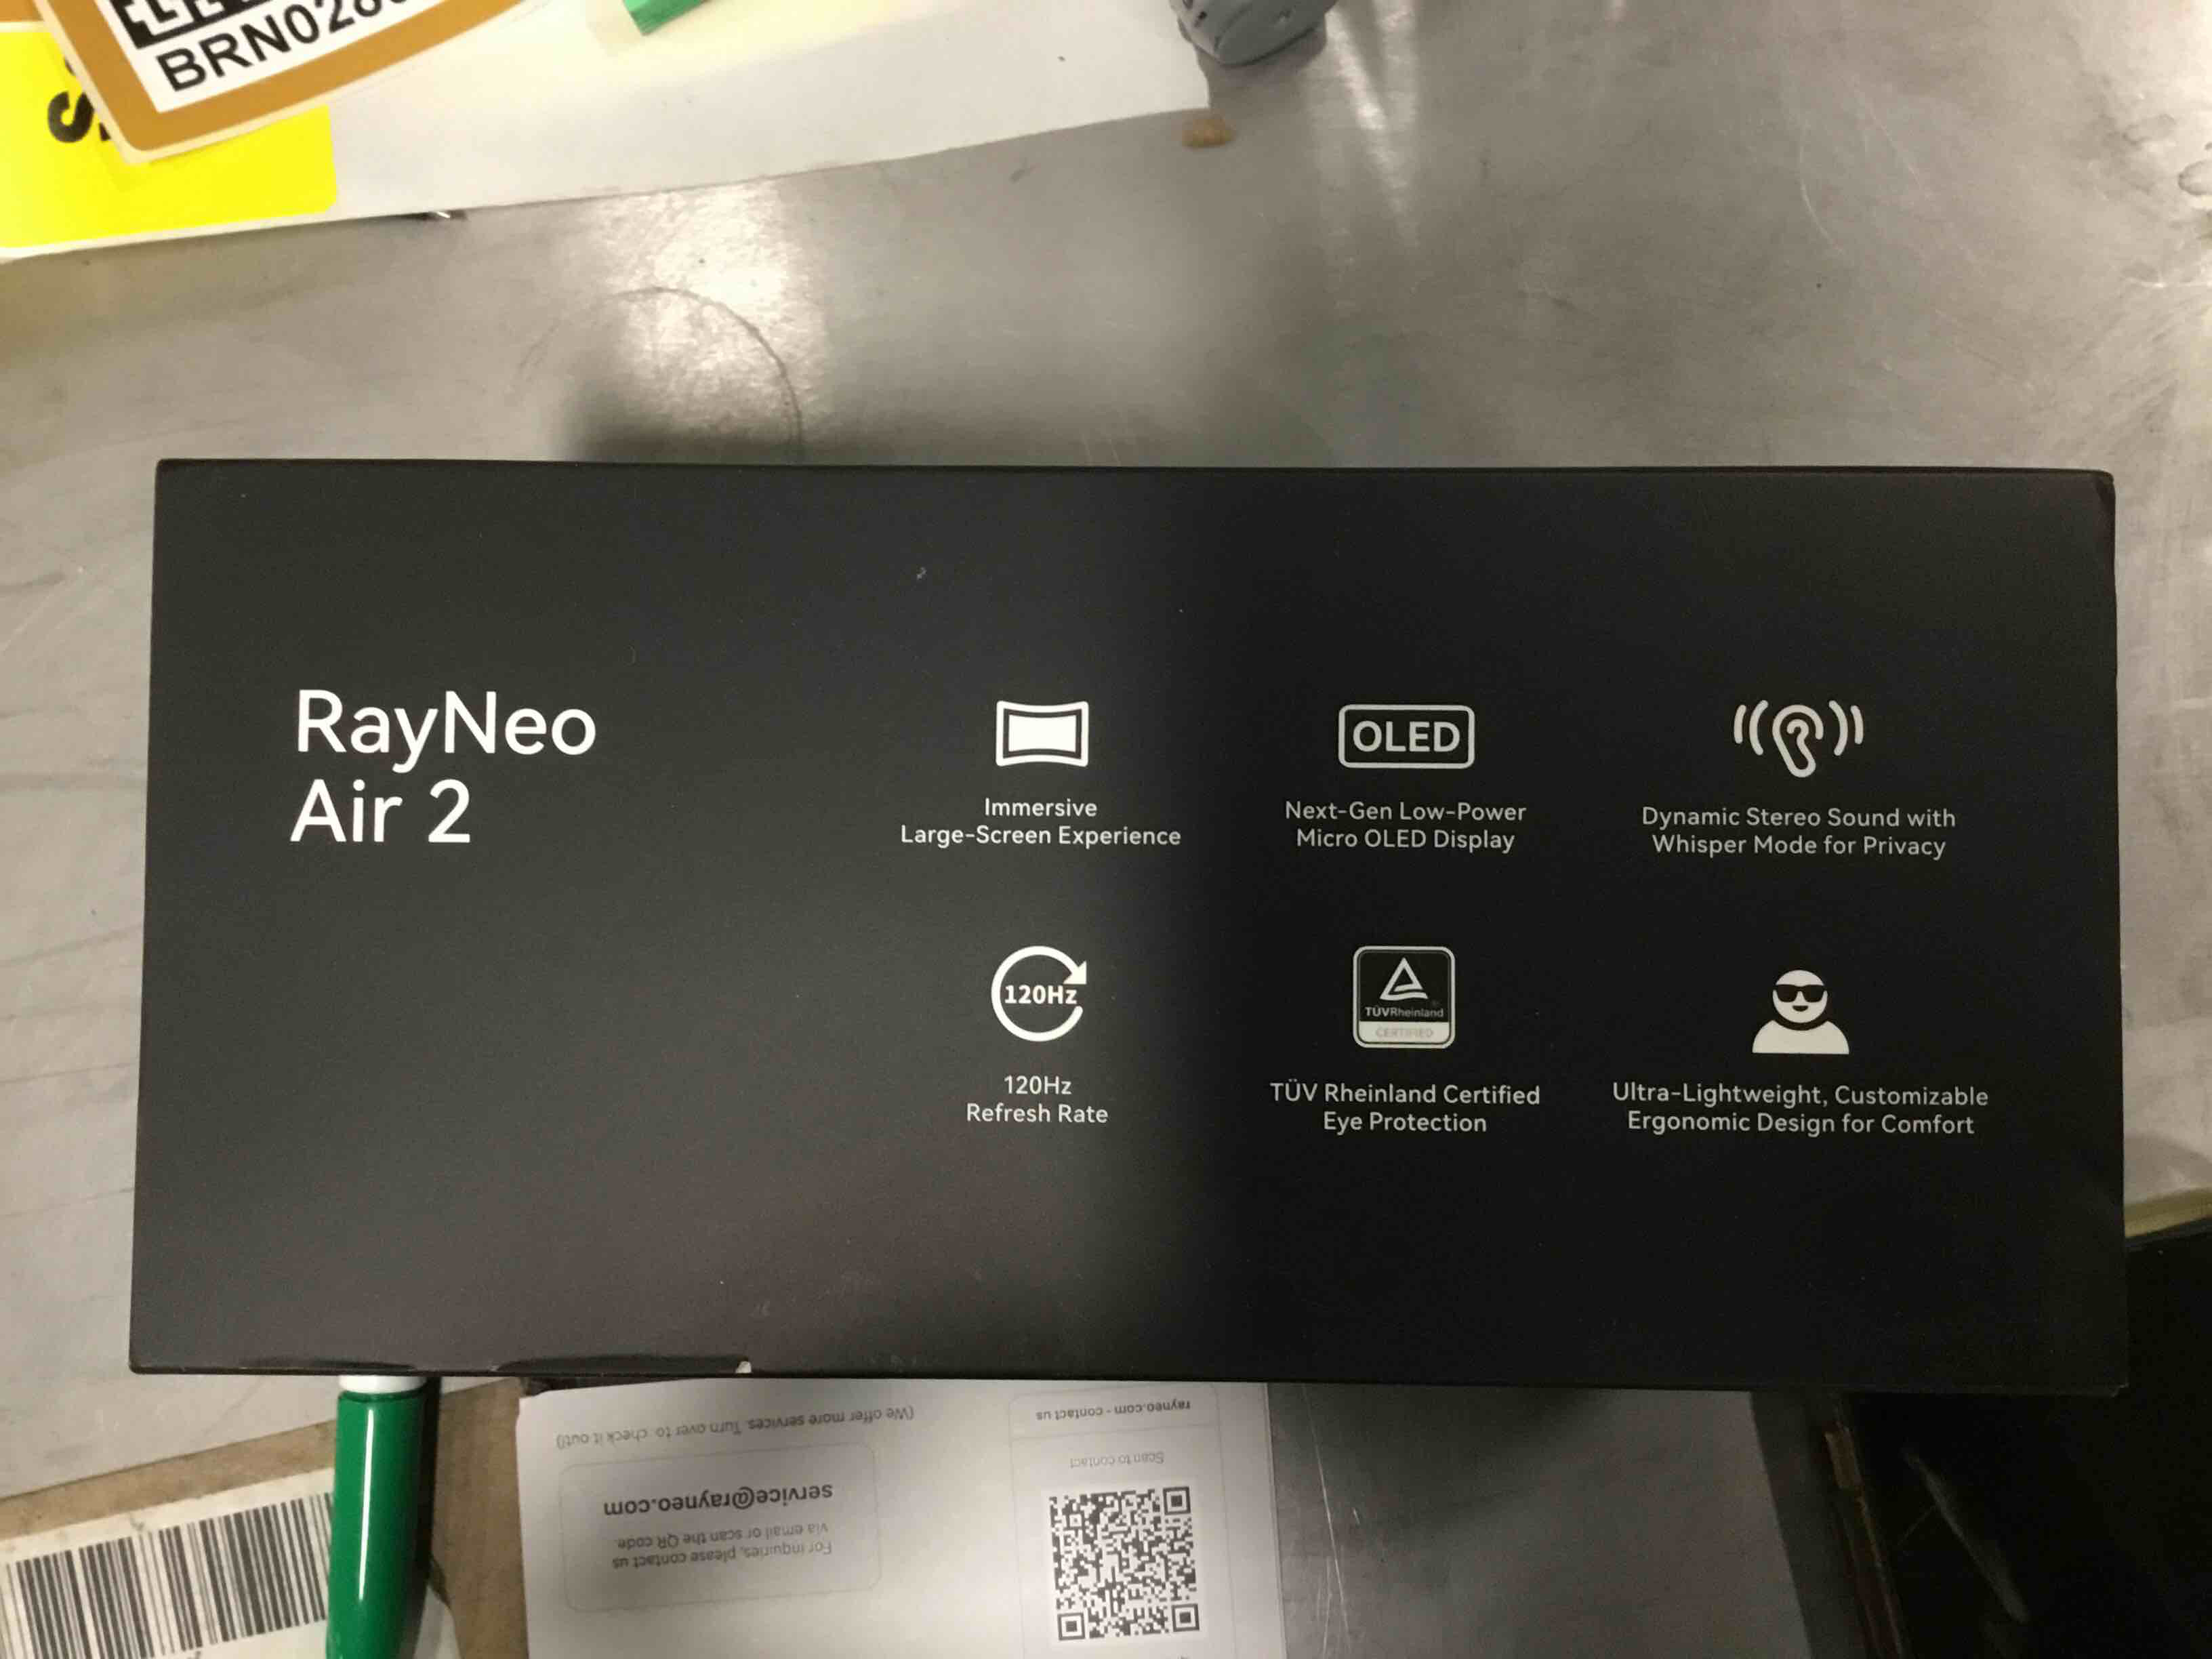 RayNeo
Air 2
Immersive
Large-Screen Experience
OLED
Next-Gen Low-Power
Micro OLED Display
Dynamic Stereo Sound with
Whisper Mode for Privacy
120Hz
120Hz
Refresh Rate
TÜVRheinland
CERTIFIED
TÜV Rheinland Certified
Eye Protection
Ultra-Lightweight, Customizable
Ergonomic Design for Comfort
For inquiries, please contact us
via email or scan the QR code
service@rayneo.com
(We offer more services. Turn over to check it out!)
Scan to contact
rayneo.com - contact us